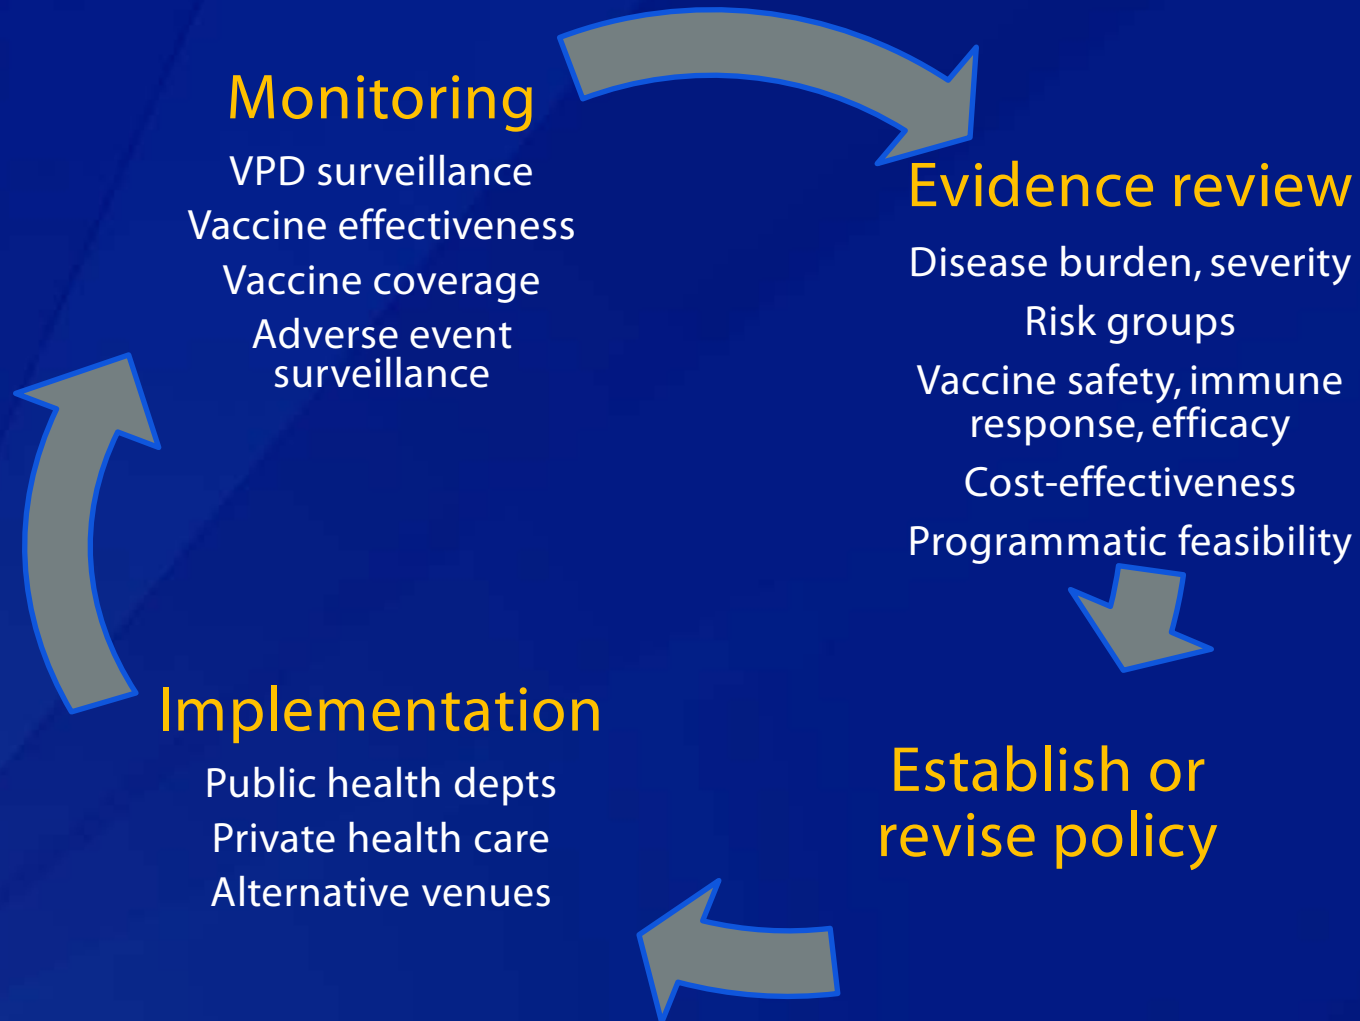 Monitoring
VPD surveillance
Vaccine effectiveness
Vaccine coverage
Adverse event
surveillance
Evidence review
Disease burden, severity
Risk groups
Vaccine safety, immune
response, efficacy
Cost-effectiveness
Programmatic feasibility
Establish or
revise policy
Implementation
Public health depts
Private health care
Alternative venues